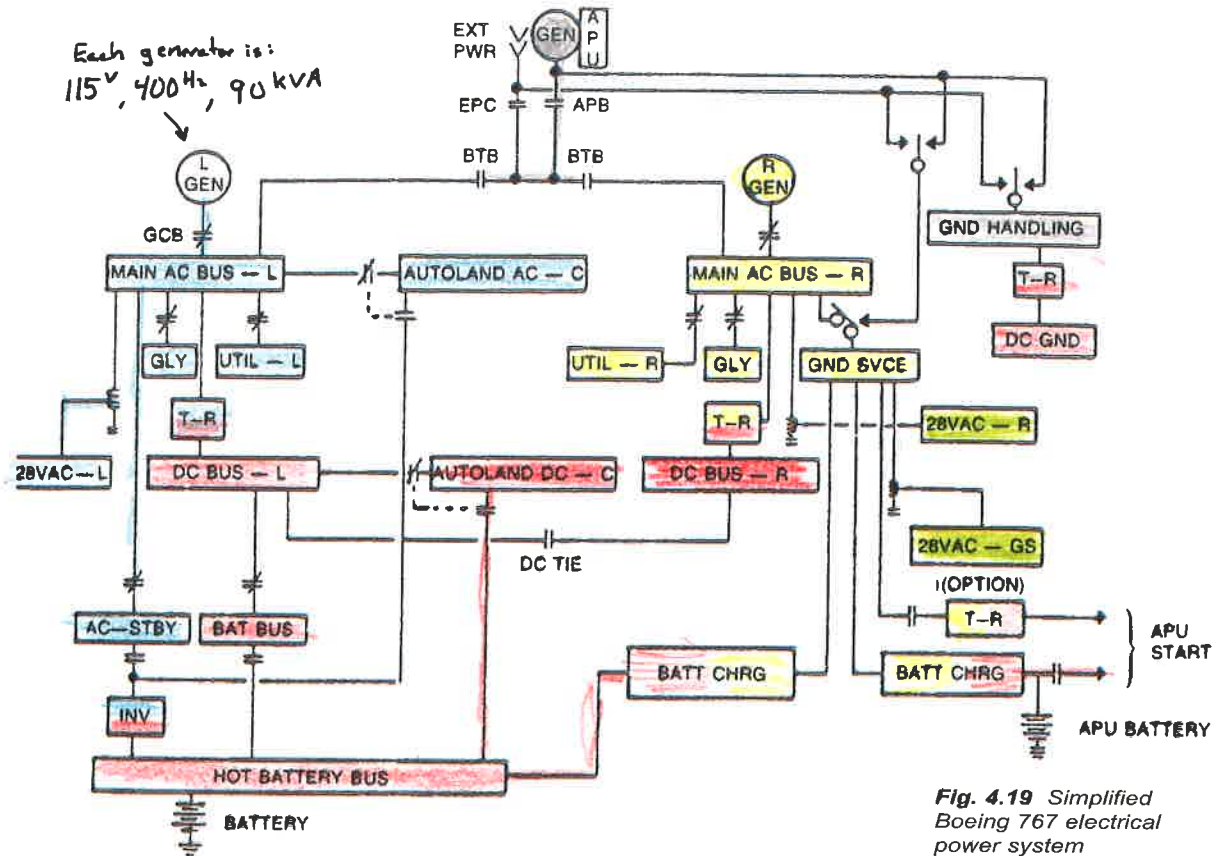 Each generator is:
115V, 400Hz, 90 kVA
EXT
PWR
GEN
A
P
U
EPC
APB
BTB
BTB
L
GEN
R
GEN
GCB
GND HANDLING
MAIN AC BUS — L
AUTOLAND AC — C
MAIN AC BUS — R
T-R
DC GND
GLY
UTIL — L
UTIL — R
GLY
GND SVCE
T-R
T-R
28VAC — R
28VAC — L
DC BUS — L
AUTOLAND DC — C
DC BUS — R
28VAC — GS
DC TIE
(OPTION)
T-R
AC-STBY
BAT BUS
APU
START
BATT CHRG
BATT CHRG
INV
APU BATTERY
HOT BATTERY BUS
BATTERY
Fig. 4.19 Simplified
Boeing 767 electrical
power system